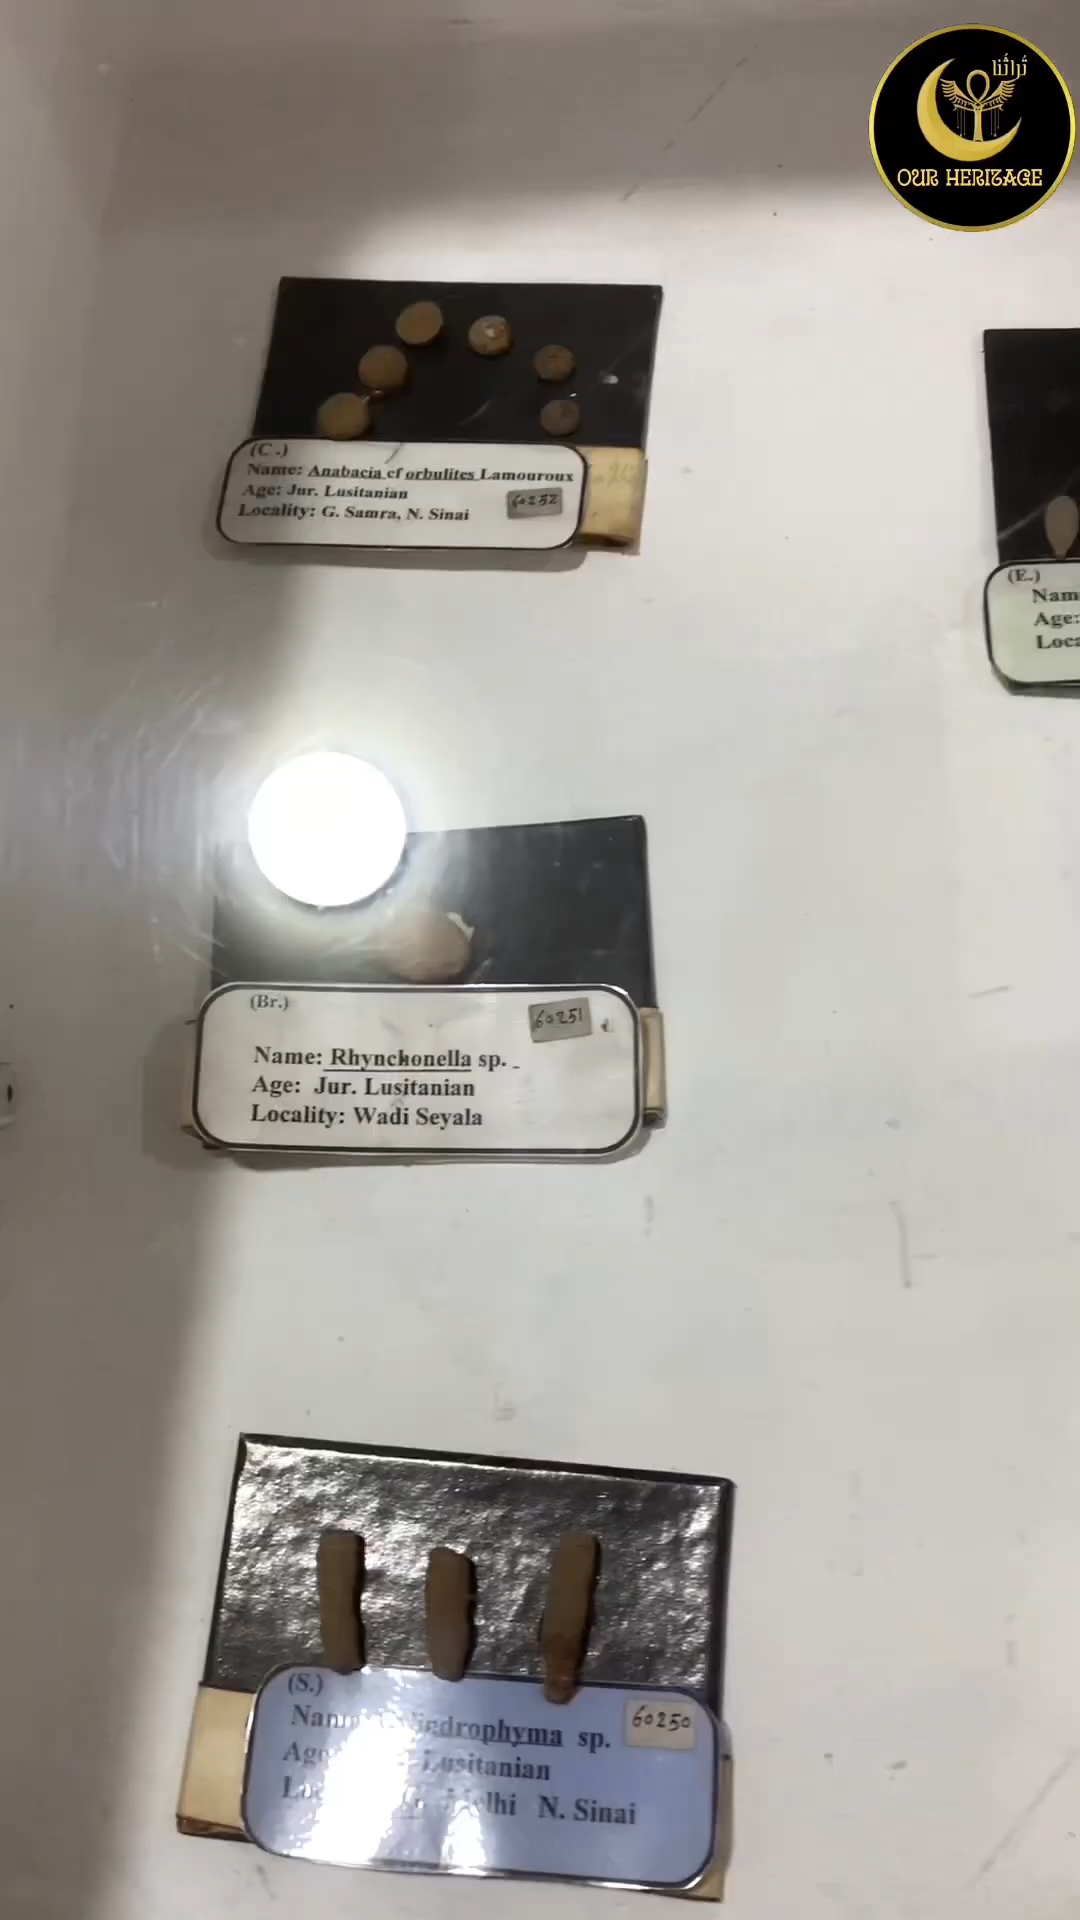 تراثنا
OUR HERITAGE
(C.)
Name: Anabacia cf orbulites Lamouroux
Age: Jur. Lusitanian
60252
Locality: G. Samra, N. Sinai
(E.)
(Br.)
60251
Name: Rhynchonella sp.
Age: Jur. Lusitanian
Locality: Wadi Seyala
(S.)
60250
sp.
Lusitanian
N. Sinai